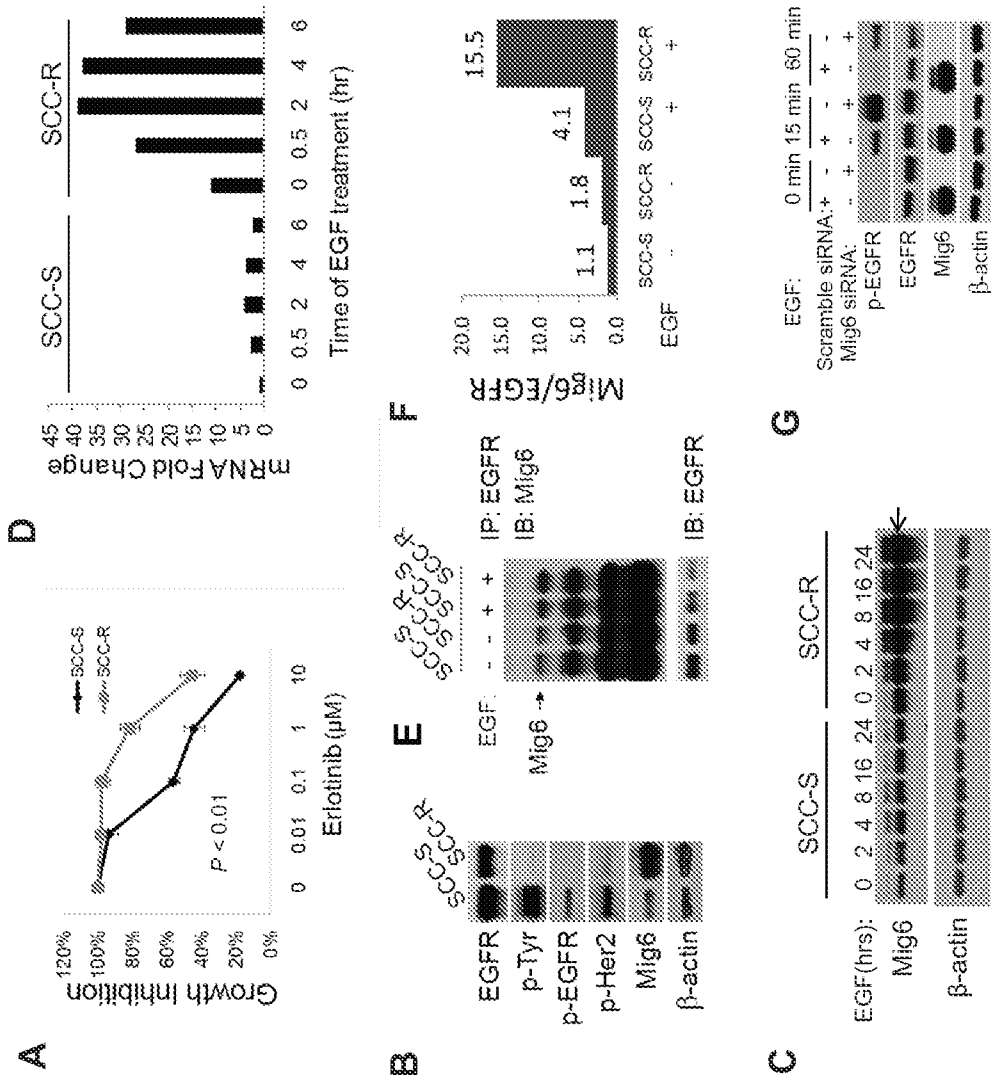 A
Growth Inhibition
120%
100%
80%
60%
40%
20%
0%
SCC-S
SCC-R
P < 0.01
0 0.01 0.1 1 10
Erlotinib (µM)
B
SCC-S
SCC-R
EGFR
p-Tyr
p-EGFR
p-Her2
Mig6
β-actin
C
SCC-S SCC-R
EGF(hrs): 0 2 4 8 16 24 0 2 4 8 16 24
Mig6
β-actin
D
SCC-S SCC-R
mRNA Fold Change
45
40
35
30
25
20
15
10
5
0
0 0.5 2 4 6 0 0.5 2 4 6
Time of EGF treatment (hr)
E
SCC-S
SCC-R
SCC-S
SCC-R
EGF: - - + +
IP: EGFR
Mig6
IB: Mig6
IB: EGFR
F
Mig6/EGFR
20.0
15.0
10.0
5.0
0.0
1.1
1.8
4.1
15.5
SCC-S SCC-R SCC-S SCC-R
EGF - - + +
G
EGF: 0 min 15 min 60 min
Scramble siRNA: + - + - + -
Mig6 siRNA: - + - + - +
p-EGFR
EGFR
Mig6
β-actin